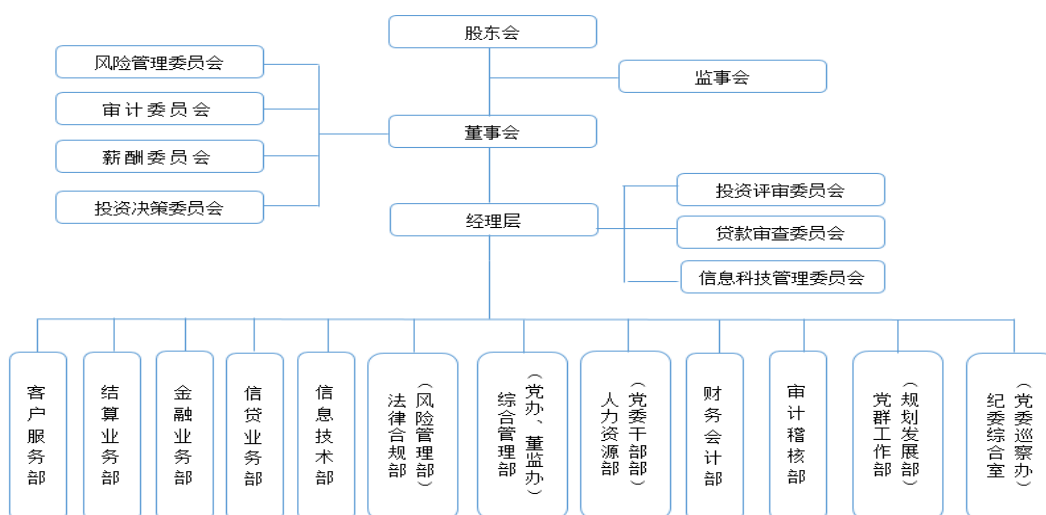 股东会
风险管理委员会
监事会
审计委员会
董事会
薪酬委员会
投资决策委员会
经理层
投资评审委员会
贷款审查委员会
信息科技管理委员会
客户服务部
结算业务部
金融业务部
信贷业务部
信息技术部
法律合规部
（风险管理部）
综合管理部
（党办、董监办）
人力资源部
（党委干部部）
财务会计部
审计稽核部
党群工作部
（规划发展部）
纪委综合室
（党委巡察办）